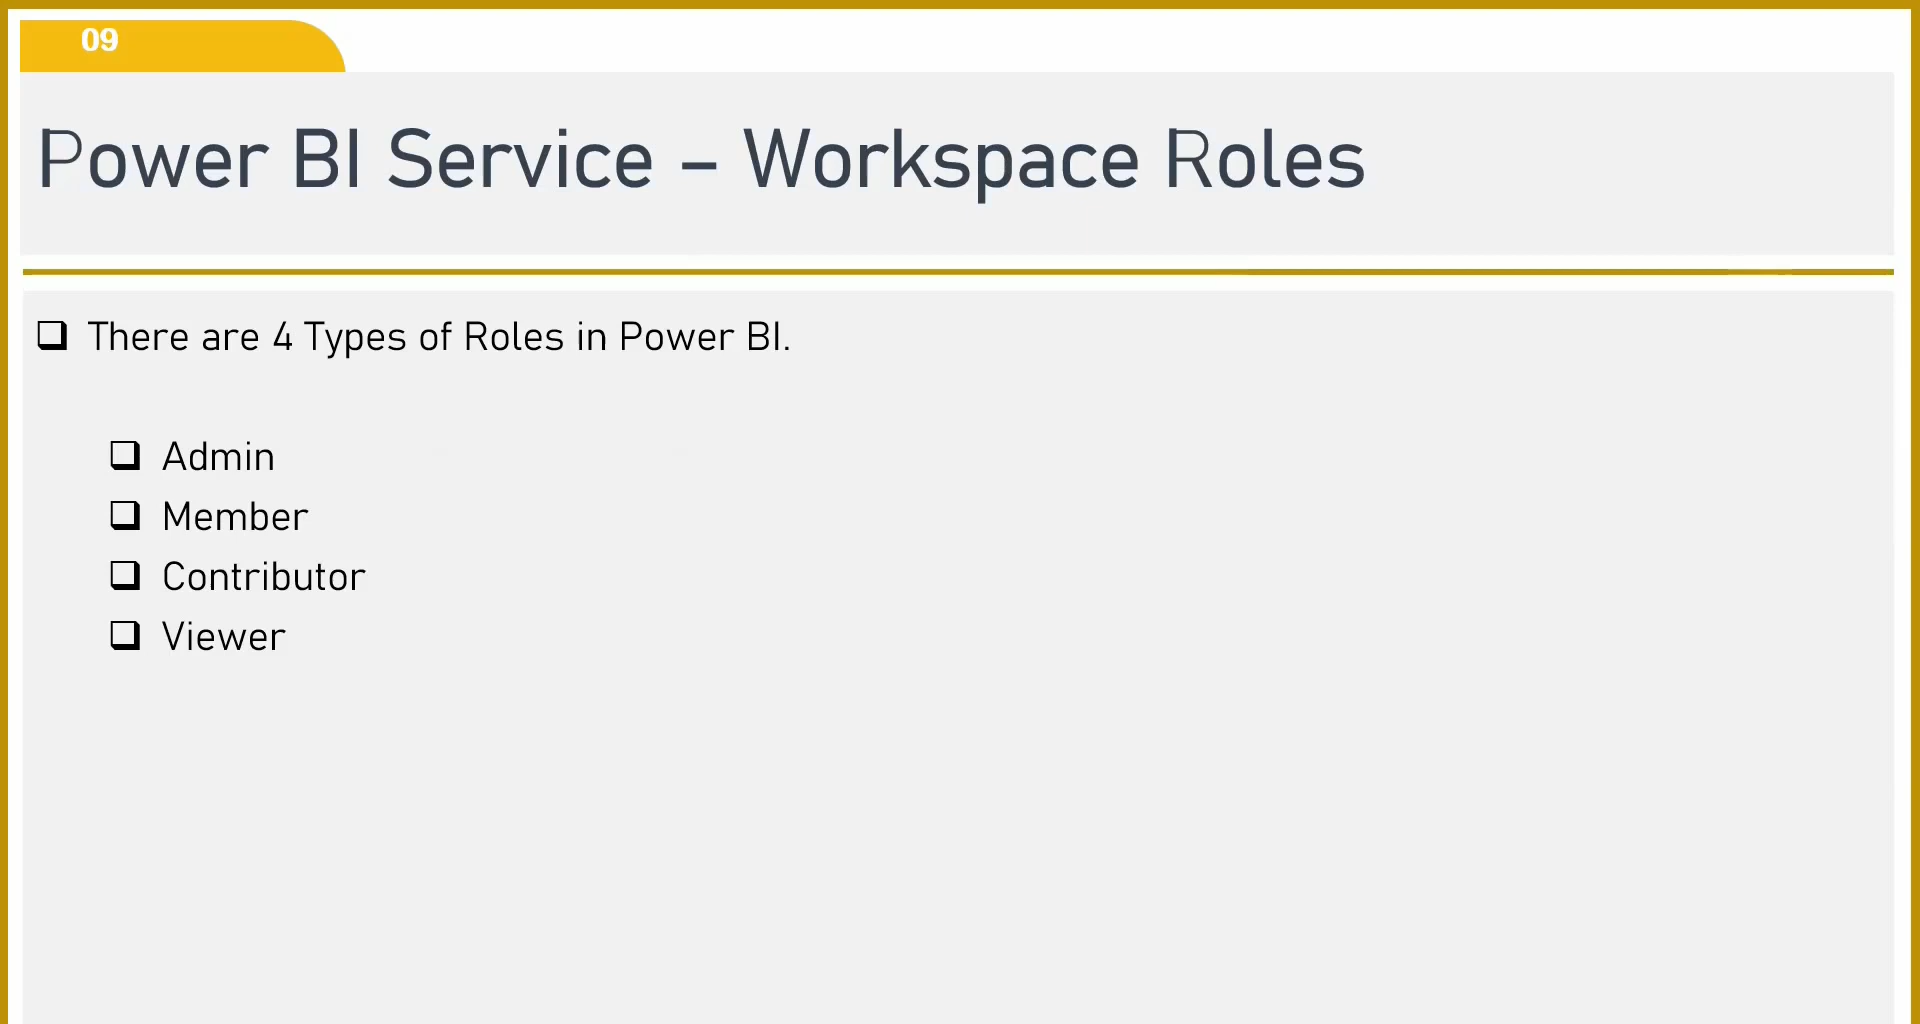 09
Power BI Service – Workspace Roles
There are 4 Types of Roles in Power BI.
Admin
Member
Contributor
Viewer